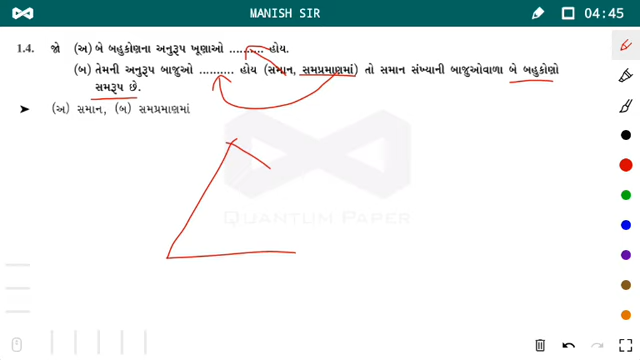 MANISH SIR
04:45
1.4. જો (અ) બે બહુકોણના અનુરૂપ ખૂણાઓ .......... હોય.
(બ) તેમની અનુરૂપ બાજુઓ .......... હોય (સમાન, સમપ્રમાણમાં) તો સમાન સંખ્યાની બાજુઓવાળા બે બહુકોણો
સમરૂપ છે.
➤ (અ) સમાન, (બ) સમપ્રમાણમાં
QUANTUM PAPER